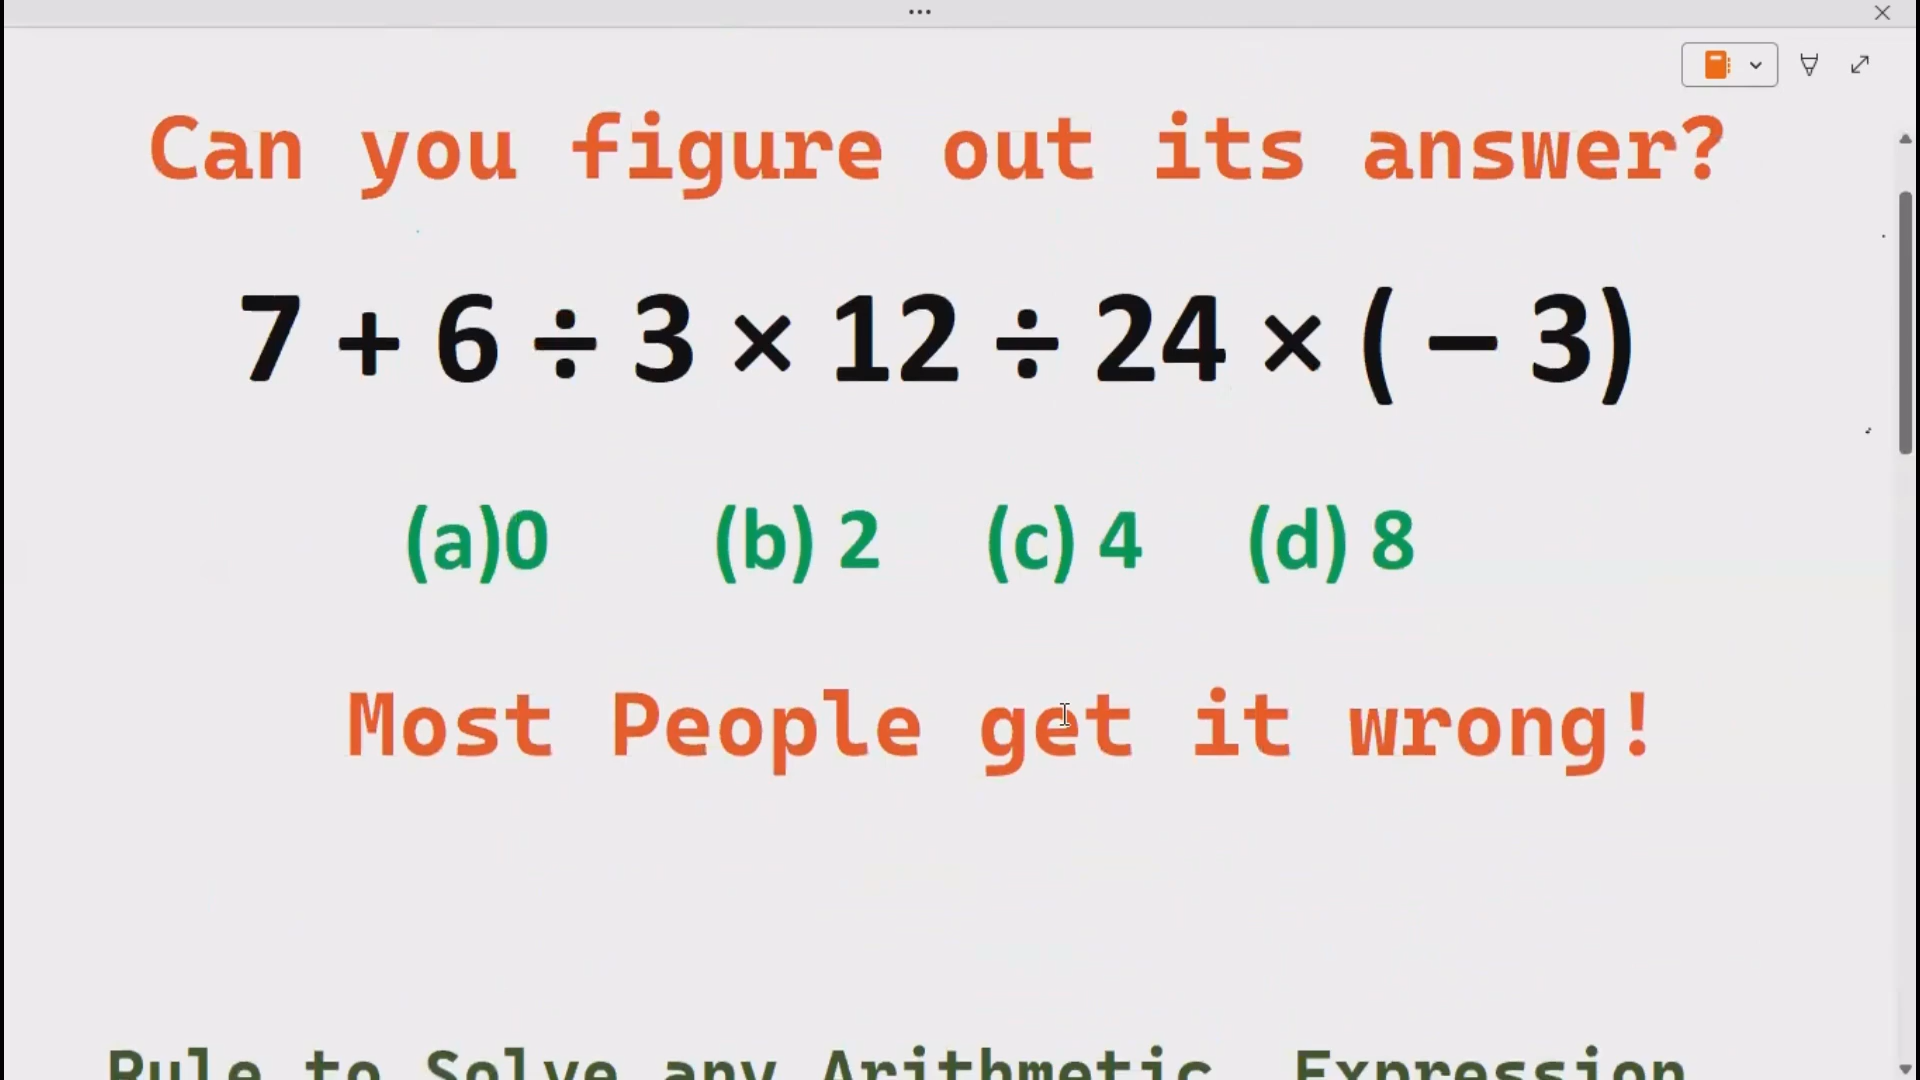 Can you figure out its answer?
7 + 6 ÷ 3 × 12 ÷ 24 × ( – 3)
(a)0 (b) 2 (c) 4 (d) 8
Most People get it wrong!
Rule to Solve any Arithmetic Expression